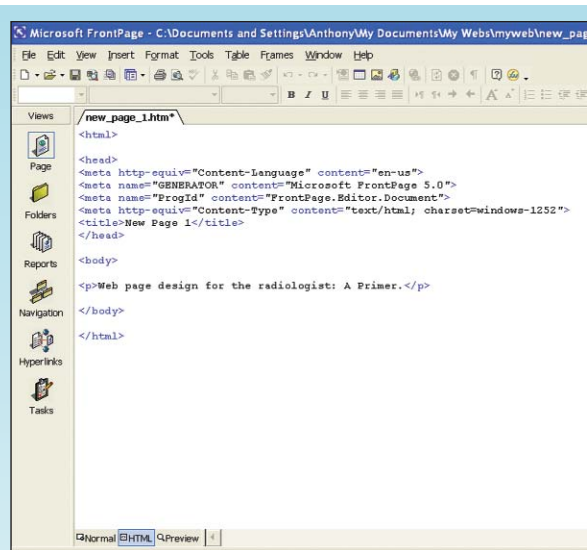 Microsoft FrontPage - C:\Documents and Settings\Anthony\My Documents\My Webs\myweb\new_pag
File Edit View Insert Format Tools Table Frames Window Help
B I U
Views
new_page_1.htm*
Page
Folders
Reports
Navigation
Hyperlinks
Tasks
<html>
<head>
<meta http-equiv="Content-Language" content="en-us">
<meta name="GENERATOR" content="Microsoft FrontPage 5.0">
<meta name="ProgId" content="FrontPage.Editor.Document">
<meta http-equiv="Content-Type" content="text/html; charset=windows-1252">
<title>New Page 1</title>
</head>
<body>
<p>Web page design for the radiologist: A Primer.</p>
</body>
</html>
Normal HTML Preview